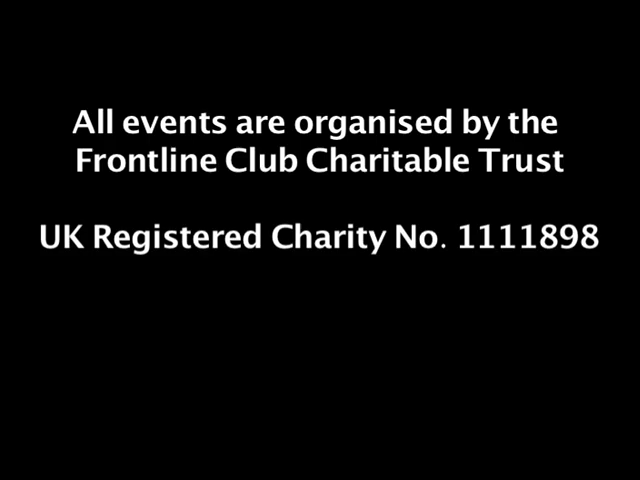 All events are organised by the
Frontline Club Charitable Trust
UK Registered Charity No. 1111898